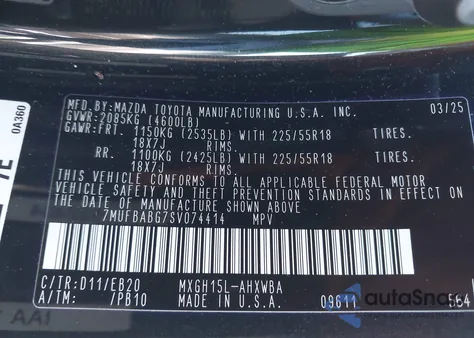 MFD.BY:MAZDA TOYOTA MANUFACTURING U.S.A. INC. 03/25
GVWR:2085KG (4600LB)
GAWR:FRT. 1150KG (2535LB) WITH 225/55R18 TIRES.
18X7J RIMS.
RR. 1100KG (2425LB) WITH 225/55R18 TIRES.
18X7J RIMS.
THIS VEHICLE CONFORMS TO ALL APPLICABLE FEDERAL MOTOR
VEHICLE SAFETY AND THEFT PREVENTION STANDARDS IN EFFECT ON
THE DATE OF MANUFACTURE SHOWN ABOVE.
7MUFBABG7SV074414 MPV
C/TR:D11/EB20 MXGH15L-AHXWBA
A/TM: /PB10 MADE IN U.S.A. 09611 564
0A360
autoSna